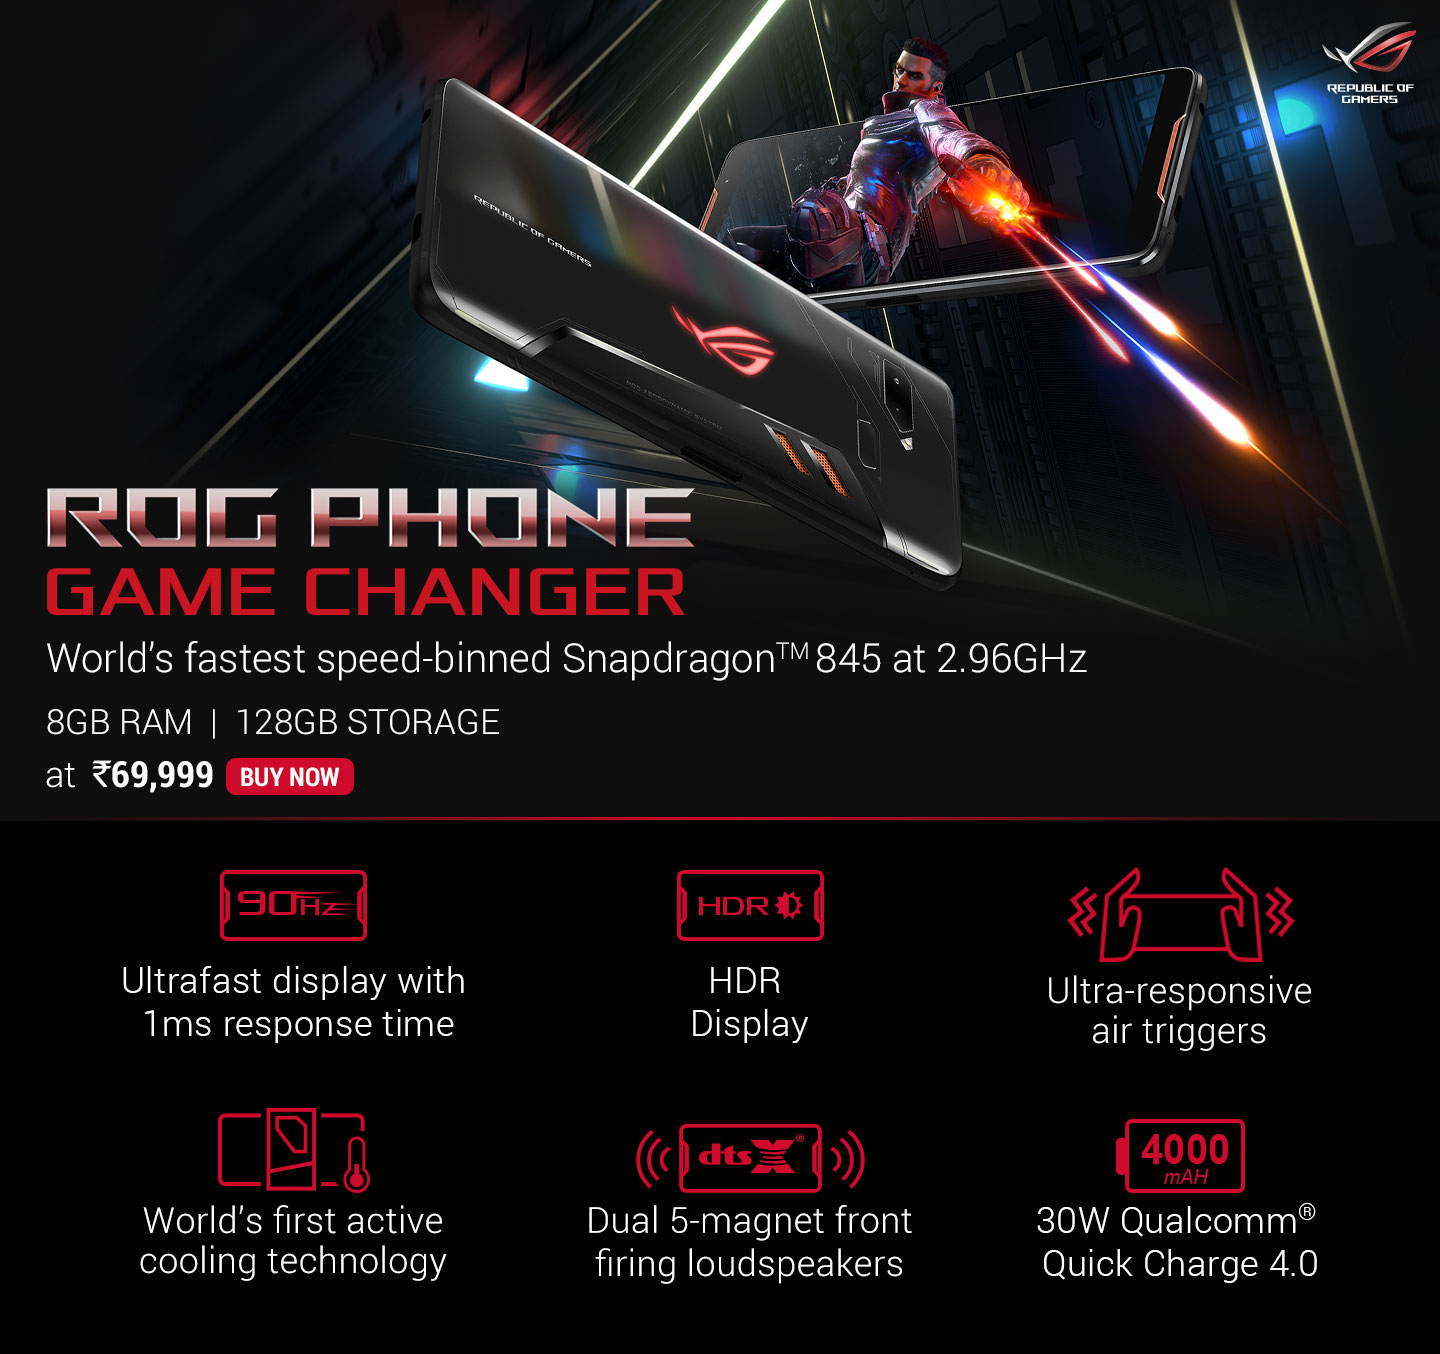 REPUBLIC OF
GAMERS
REPUBLIC OF GAMERS
ROG AERODYNAMIC SYSTEM
ROG PHONE
GAME CHANGER
World’s fastest speed-binned Snapdragon™ 845 at 2.96GHz
8GB RAM | 128GB STORAGE
at ₹69,999 BUY NOW
90Hz
Ultrafast display with
1ms response time
HDR
HDR
Display
Ultra-responsive
air triggers
World’s first active
cooling technology
dts X®
Dual 5-magnet front
firing loudspeakers
4000
mAH
30W Qualcomm®
Quick Charge 4.0